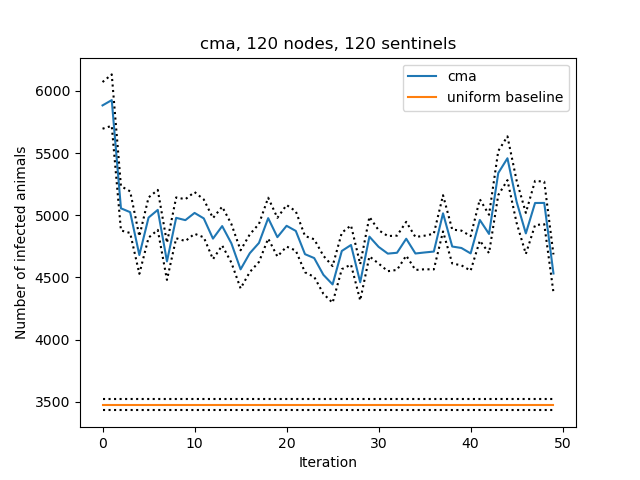 cma, 120 nodes, 120 sentinels
cma
uniform baseline
Number of infected animals
6000
5500
5000
4500
4000
3500
0
10
20
30
40
50
Iteration